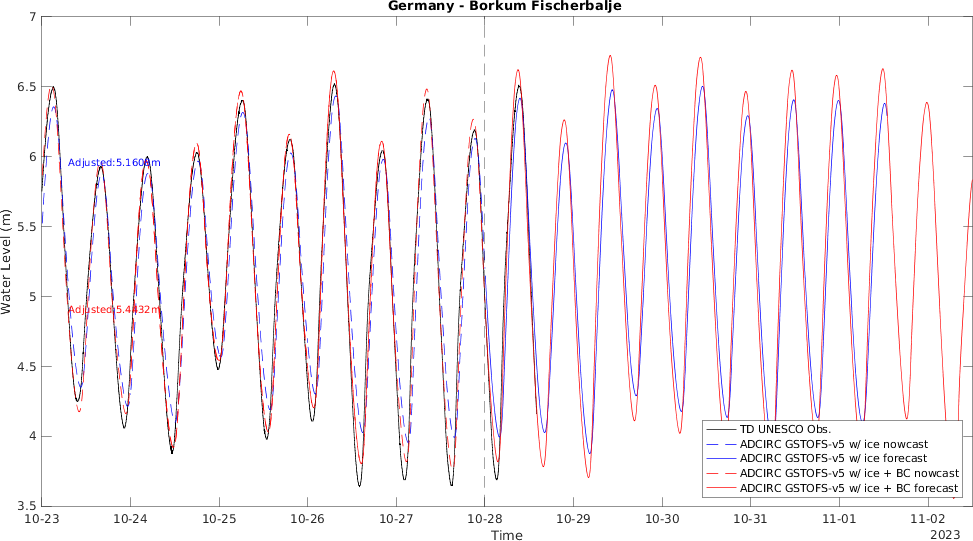 Germany - Borkum Fischerbalje
7
6.5
6
5.5
5
4.5
4
3.5
Water Level (m)
Adjusted:5.1609m
Adjusted:5.4432m
TD UNESCO Obs.
ADCIRC GSTOFS-v5 w/ ice nowcast
ADCIRC GSTOFS-v5 w/ ice forecast
ADCIRC GSTOFS-v5 w/ ice + BC nowcast
ADCIRC GSTOFS-v5 w/ ice + BC forecast
10-23 10-24 10-25 10-26 10-27 10-28 10-29 10-30 10-31 11-01 11-02
2023
Time